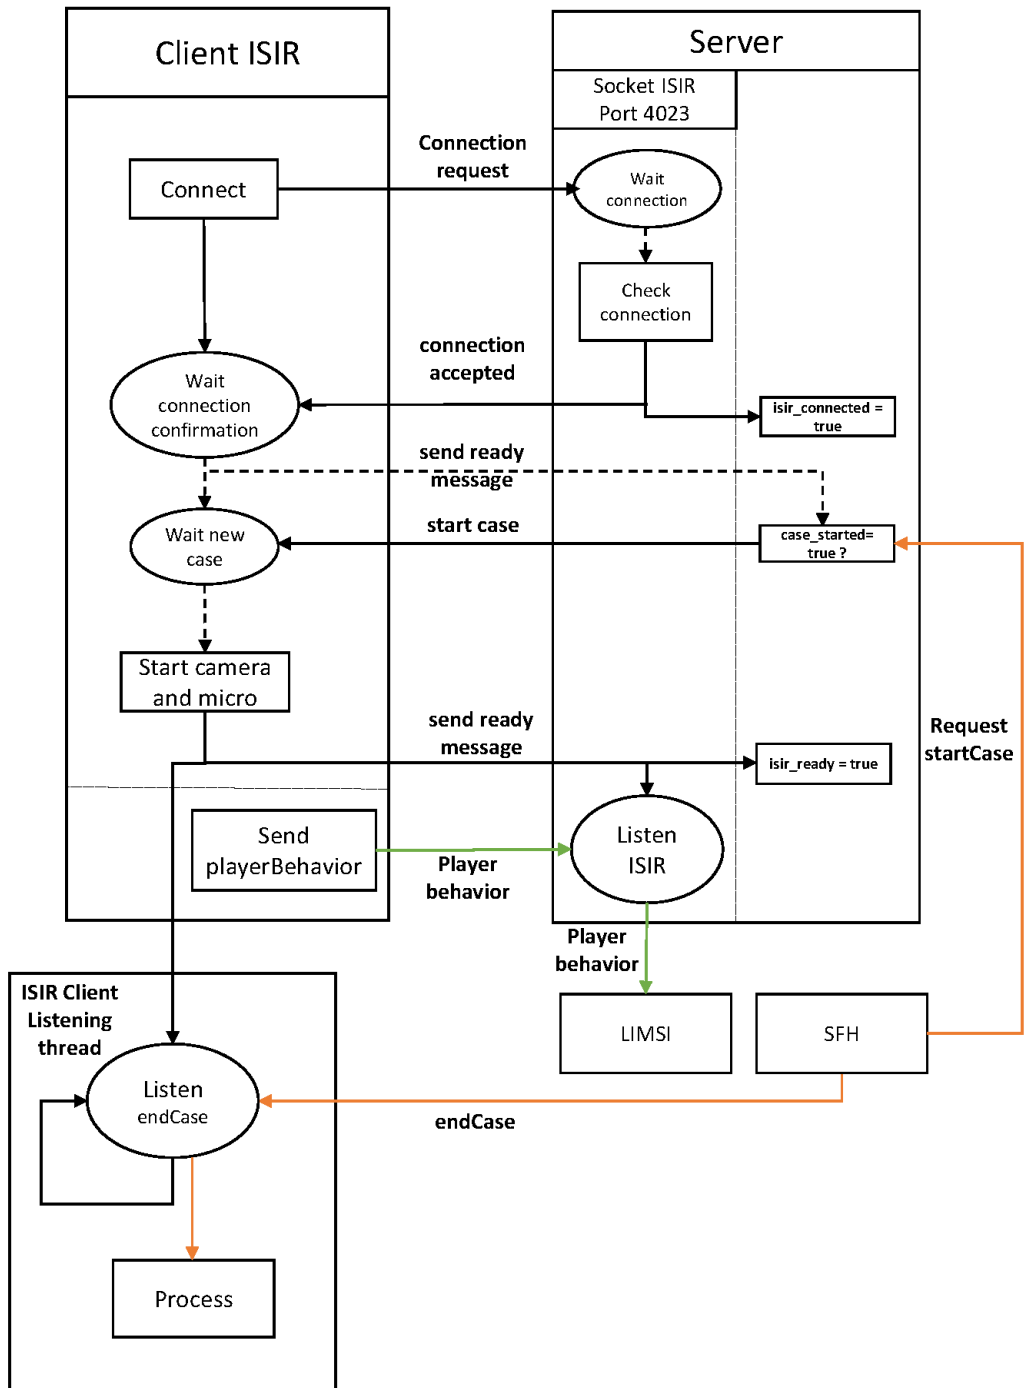 Client ISIR
Server
Socket ISIR
Port 4023
Connection
request
Connect
Wait
connection
Check
connection
connection
accepted
Wait
connection
confirmation
isir_connected =
true
send ready
message
start case
Wait new
case
case_started=
true ?
Start camera
and micro
send ready
message
Request
startCase
isir_ready = true
Send
playerBehavior
Player
behavior
Listen
ISIR
Player
behavior
ISIR Client
Listening
thread
LIMSI
SFH
Listen
endCase
endCase
Process